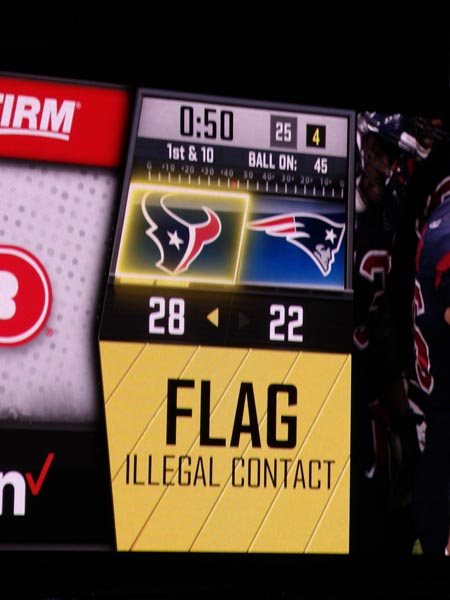 FIRM
0:50 25 4
1st & 10 BALL ON: 45
28 22
FLAG
ILLEGAL CONTACT